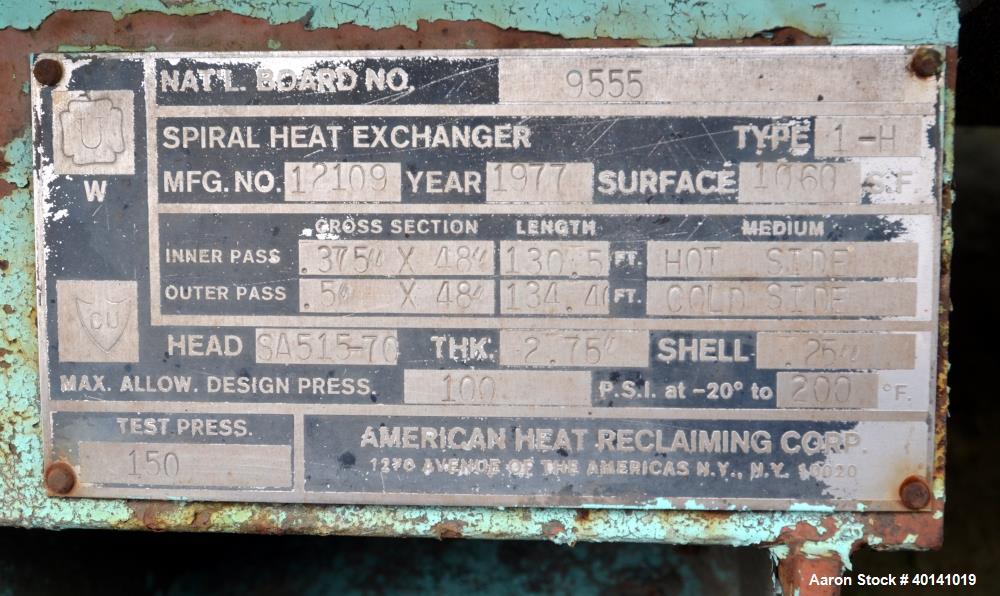 NAT'L. BOARD NO. 9555
U
W
SPIRAL HEAT EXCHANGER TYPE 1-H
MFG. NO. 12109 YEAR 1977 SURFACE 1060 S.F.
CROSS SECTION LENGTH MEDIUM
INNER PASS .375" X 48" 130.5 FT. HOT SIDE
OUTER PASS .5" X 48" 134.40 FT. COLD SIDE
CU
HEAD SA515-70 THK. 2.75" SHELL .25"
MAX. ALLOW. DESIGN PRESS. 100 P.S.I. at -20° to 200 °F.
TEST PRESS.
150
AMERICAN HEAT RECLAIMING CORP.
1270 AVENUE OF THE AMERICAS N.Y., N.Y. 10020
Aaron Stock # 40141019